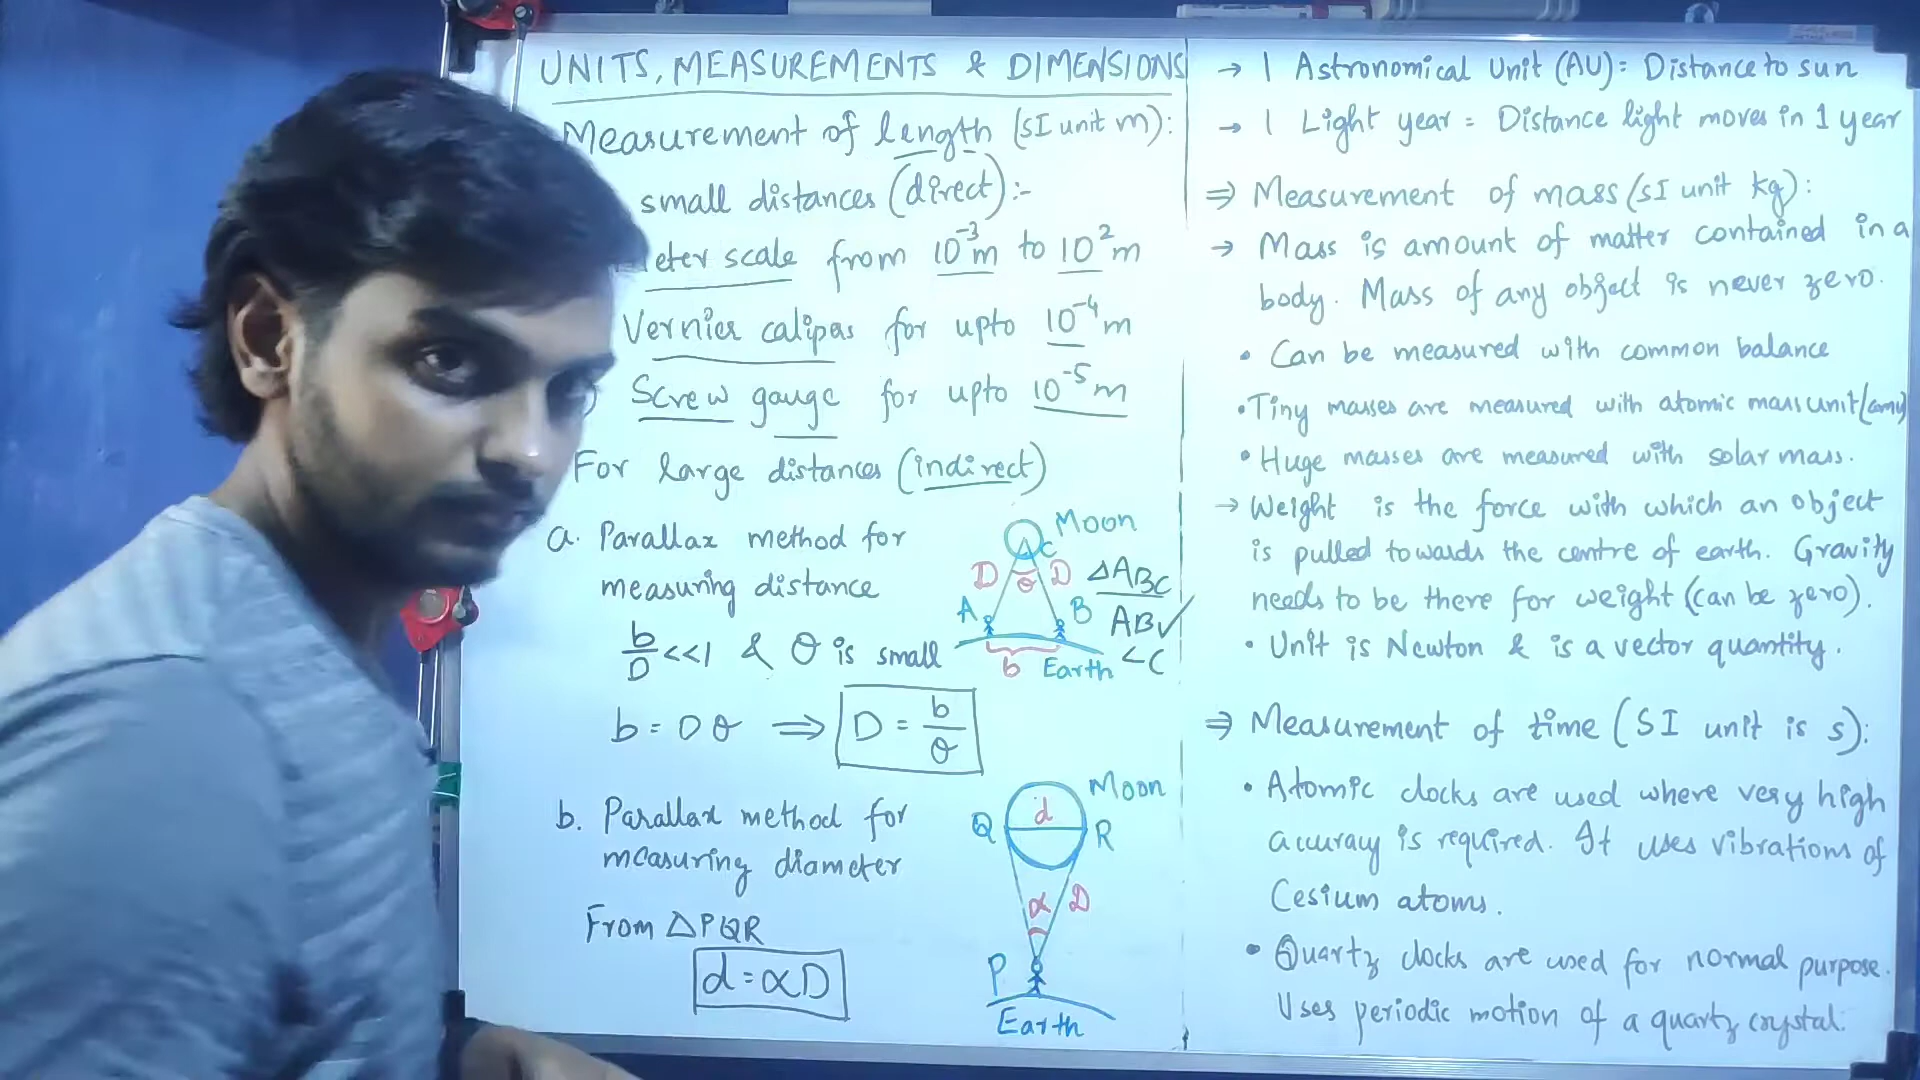 UNITS, MEASUREMENTS & DIMENSIONS
Measurement of length (SI unit m):
small distances (direct):-
eter scale from 10⁻³m to 10²m
Vernier calipers for upto 10⁻⁴m
) Screw gauge for upto 10⁻⁵m
For large distances (indirect)
a. Parallax method for
measuring distance
b/D <<1 & θ is small
b = Dθ ⇒ D = b/θ
Moon
C
D θ D
A B
b Earth
△ABC
AB✓
∠C
b. Parallax method for
measuring diameter
From △PQR
d = αD
Moon
Q d R
α D
P
Earth
→ 1 Astronomical Unit (AU) = Distance to sun
→ 1 Light year = Distance light moves in 1 year
⇒ Measurement of mass (SI unit kg):
→ Mass is amount of matter contained in a
body. Mass of any object is never zero.
• Can be measured with common balance
• Tiny masses are measured with atomic mass unit (amu)
• Huge masses are measured with solar mass.
→ Weight is the force with which an object
is pulled towards the centre of earth. Gravity
needs to be there for weight (can be zero).
• Unit is Newton & is a vector quantity.
⇒ Measurement of time (SI unit is s):
• Atomic clocks are used where very high
accuracy is required. It uses vibrations of
Cesium atoms.
• Quartz clocks are used for normal purpose.
Uses periodic motion of a quartz crystal.